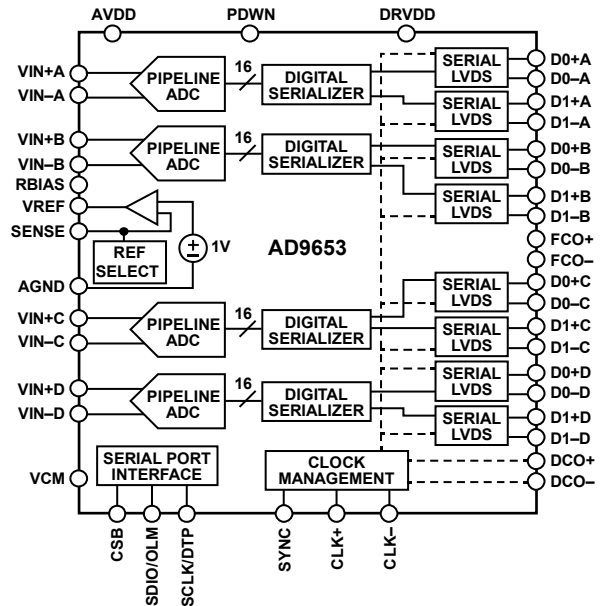 AVDD
PDWN
DRVDD
VIN+A
VIN–A
PIPELINE
ADC
16
DIGITAL
SERIALIZER
SERIAL
LVDS
D0+A
D0–A
SERIAL
LVDS
D1+A
D1–A
VIN+B
VIN–B
PIPELINE
ADC
16
DIGITAL
SERIALIZER
SERIAL
LVDS
D0+B
D0–B
SERIAL
LVDS
D1+B
D1–B
RBIAS
VREF
SENSE
REF
SELECT
1V
AGND
AD9653
FCO+
FCO–
VIN+C
VIN–C
PIPELINE
ADC
16
DIGITAL
SERIALIZER
SERIAL
LVDS
D0+C
D0–C
SERIAL
LVDS
D1+C
D1–C
VIN+D
VIN–D
PIPELINE
ADC
16
DIGITAL
SERIALIZER
SERIAL
LVDS
D0+D
D0–D
SERIAL
LVDS
D1+D
D1–D
VCM
SERIAL PORT
INTERFACE
CLOCK
MANAGEMENT
DCO+
DCO–
CSB
SDIO/OLM
SCLK/DTP
SYNC
CLK+
CLK–